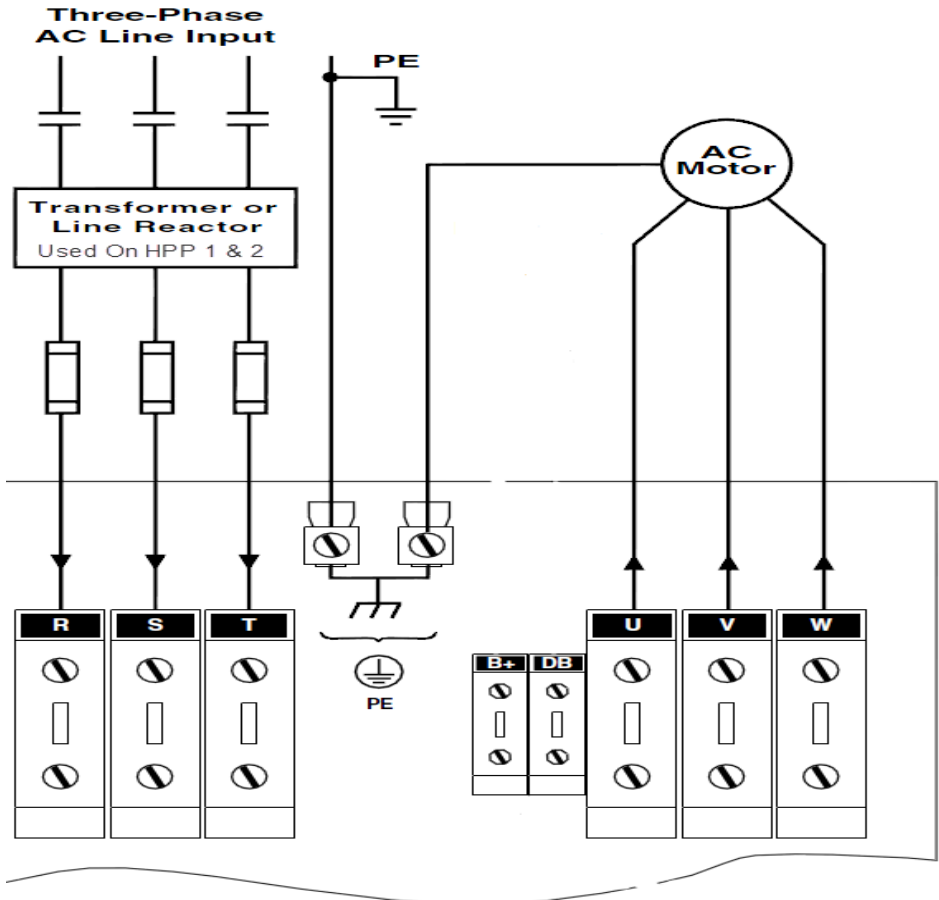 Three-Phase
AC Line Input
PE
AC
Motor
Transformer or
Line Reactor
Used On HPP 1 & 2
R
S
T
U
V
W
B+
DB
PE